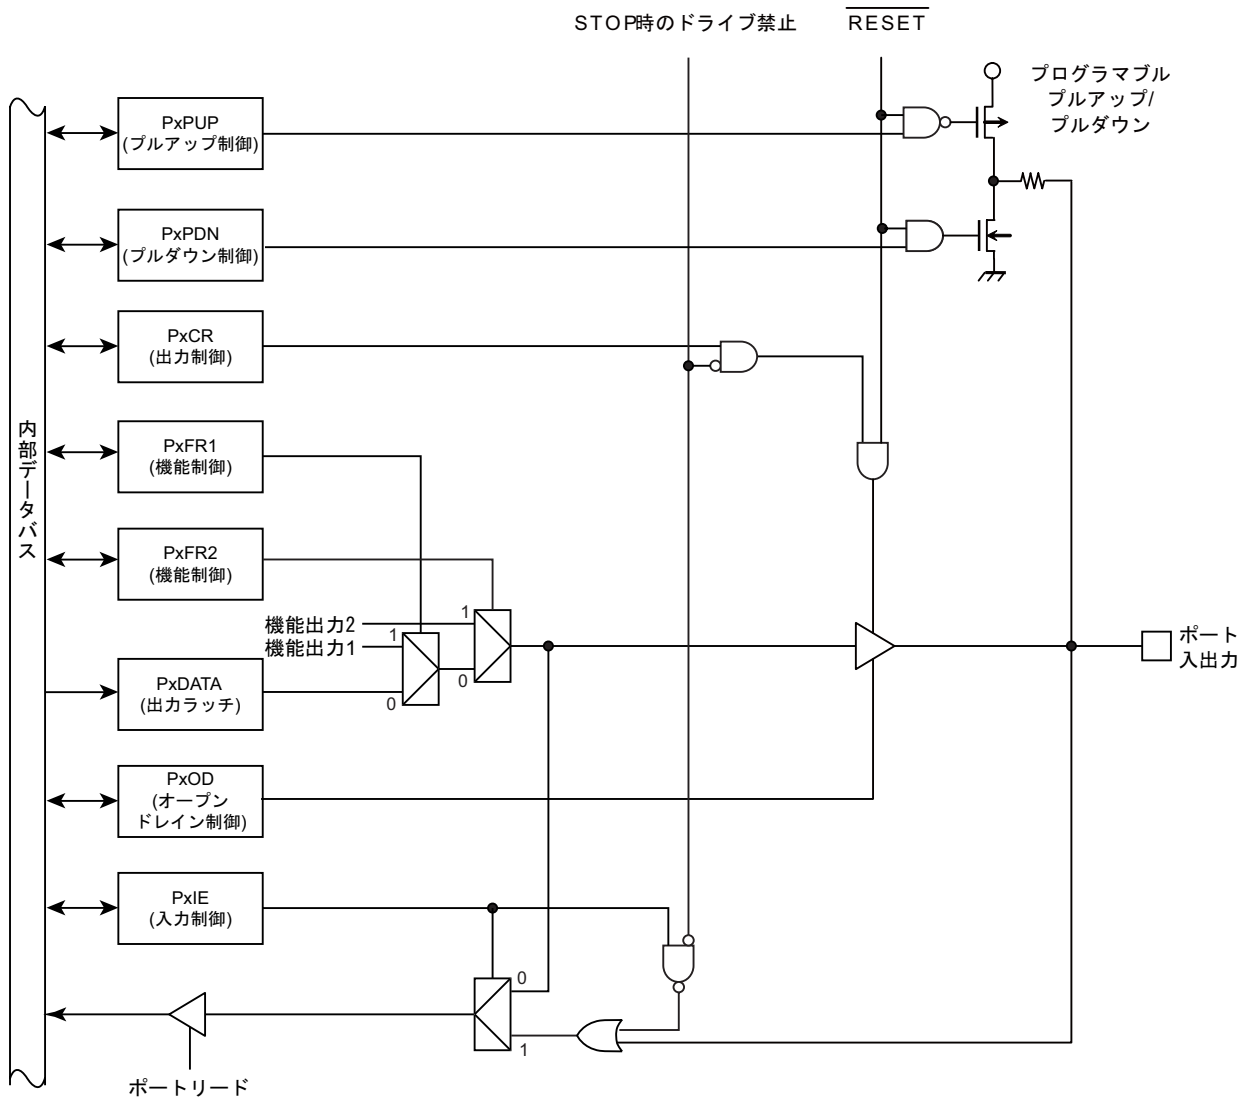 STOP時のドライブ禁止
RESET
プログラマブル
プルアップ/
プルダウン
PxPUP
(プルアップ制御)
PxPDN
(プルダウン制御)
PxCR
(出力制御)
内部データバス
PxFR1
(機能制御)
PxFR2
(機能制御)
機能出力2
1
機能出力1
1
0
0
ポート
入出力
PxDATA
(出力ラッチ)
PxOD
(オープン
ドレイン制御)
PxIE
(入力制御)
0
1
ポートリード